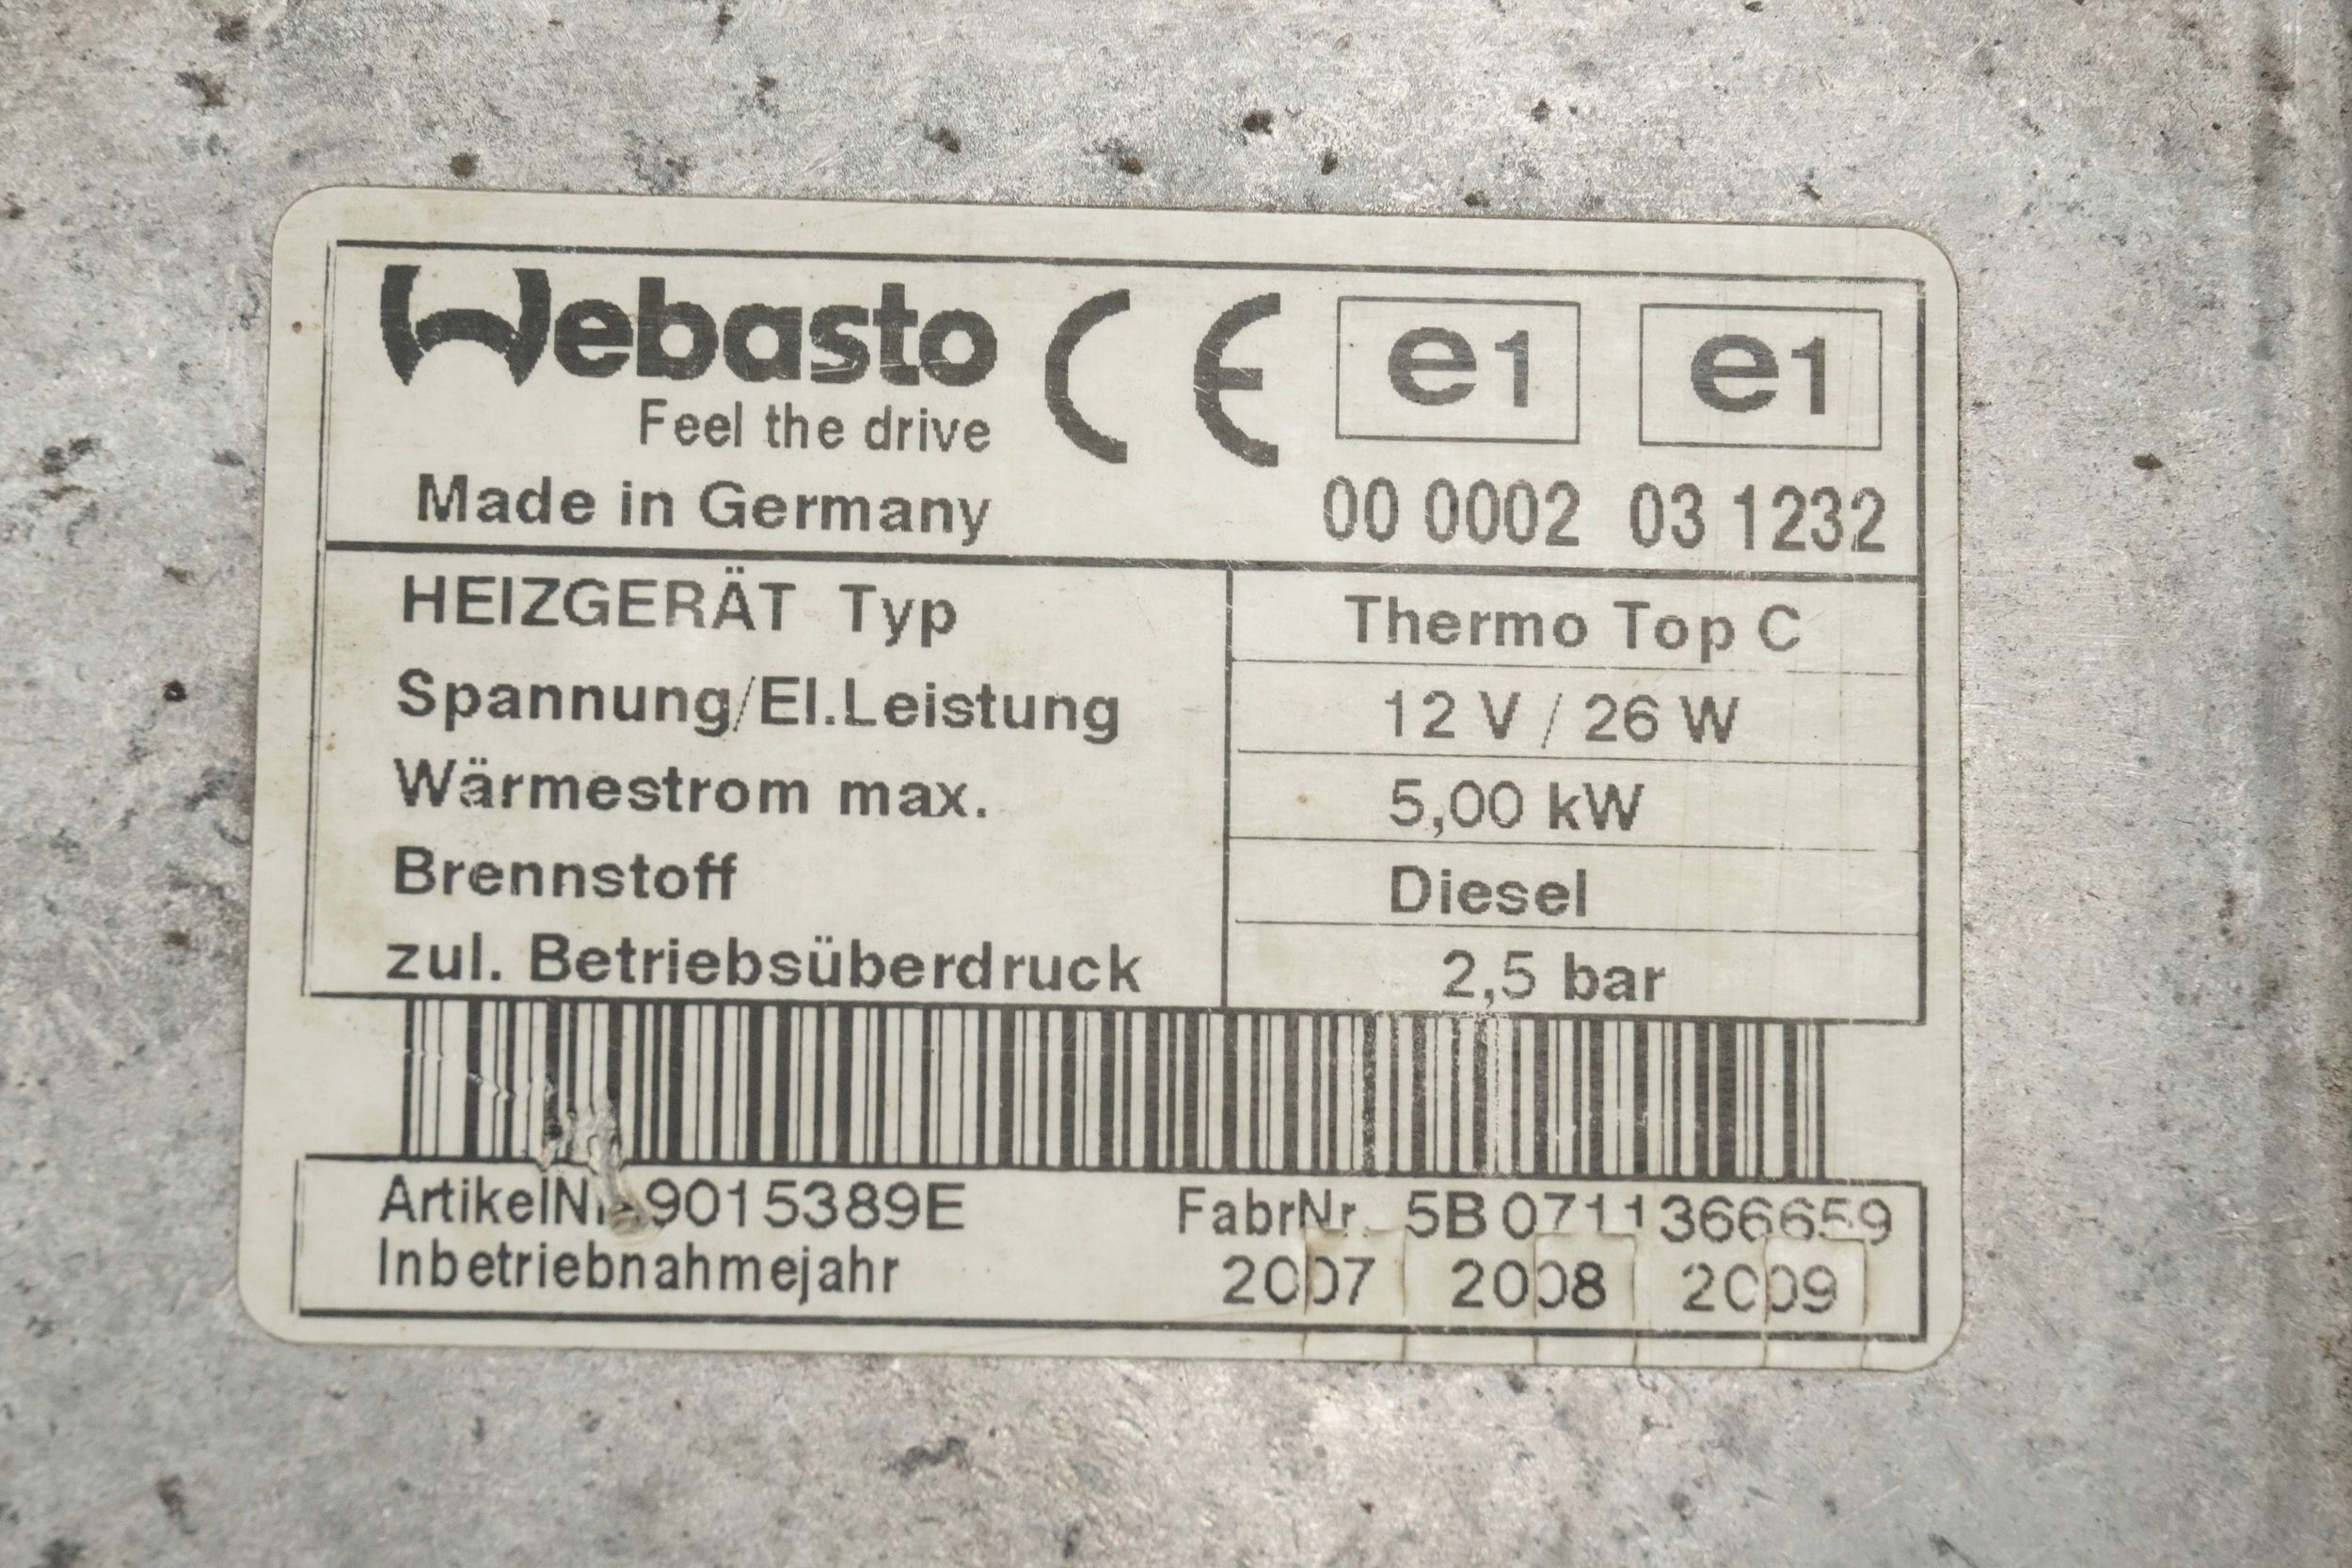 Webasto CE e1 e1
Feel the drive
Made in Germany 00 0002 03 1232
HEIZGERÄT Typ Thermo Top C
Spannung/El.Leistung 12 V / 26 W
Wärmestrom max. 5,00 kW
Brennstoff Diesel
zul. Betriebsüberdruck 2,5 bar
ArtikelNr. 9015389E FabrNr. 5B 0711366659
Inbetriebnahmejahr 2007 2008 2009